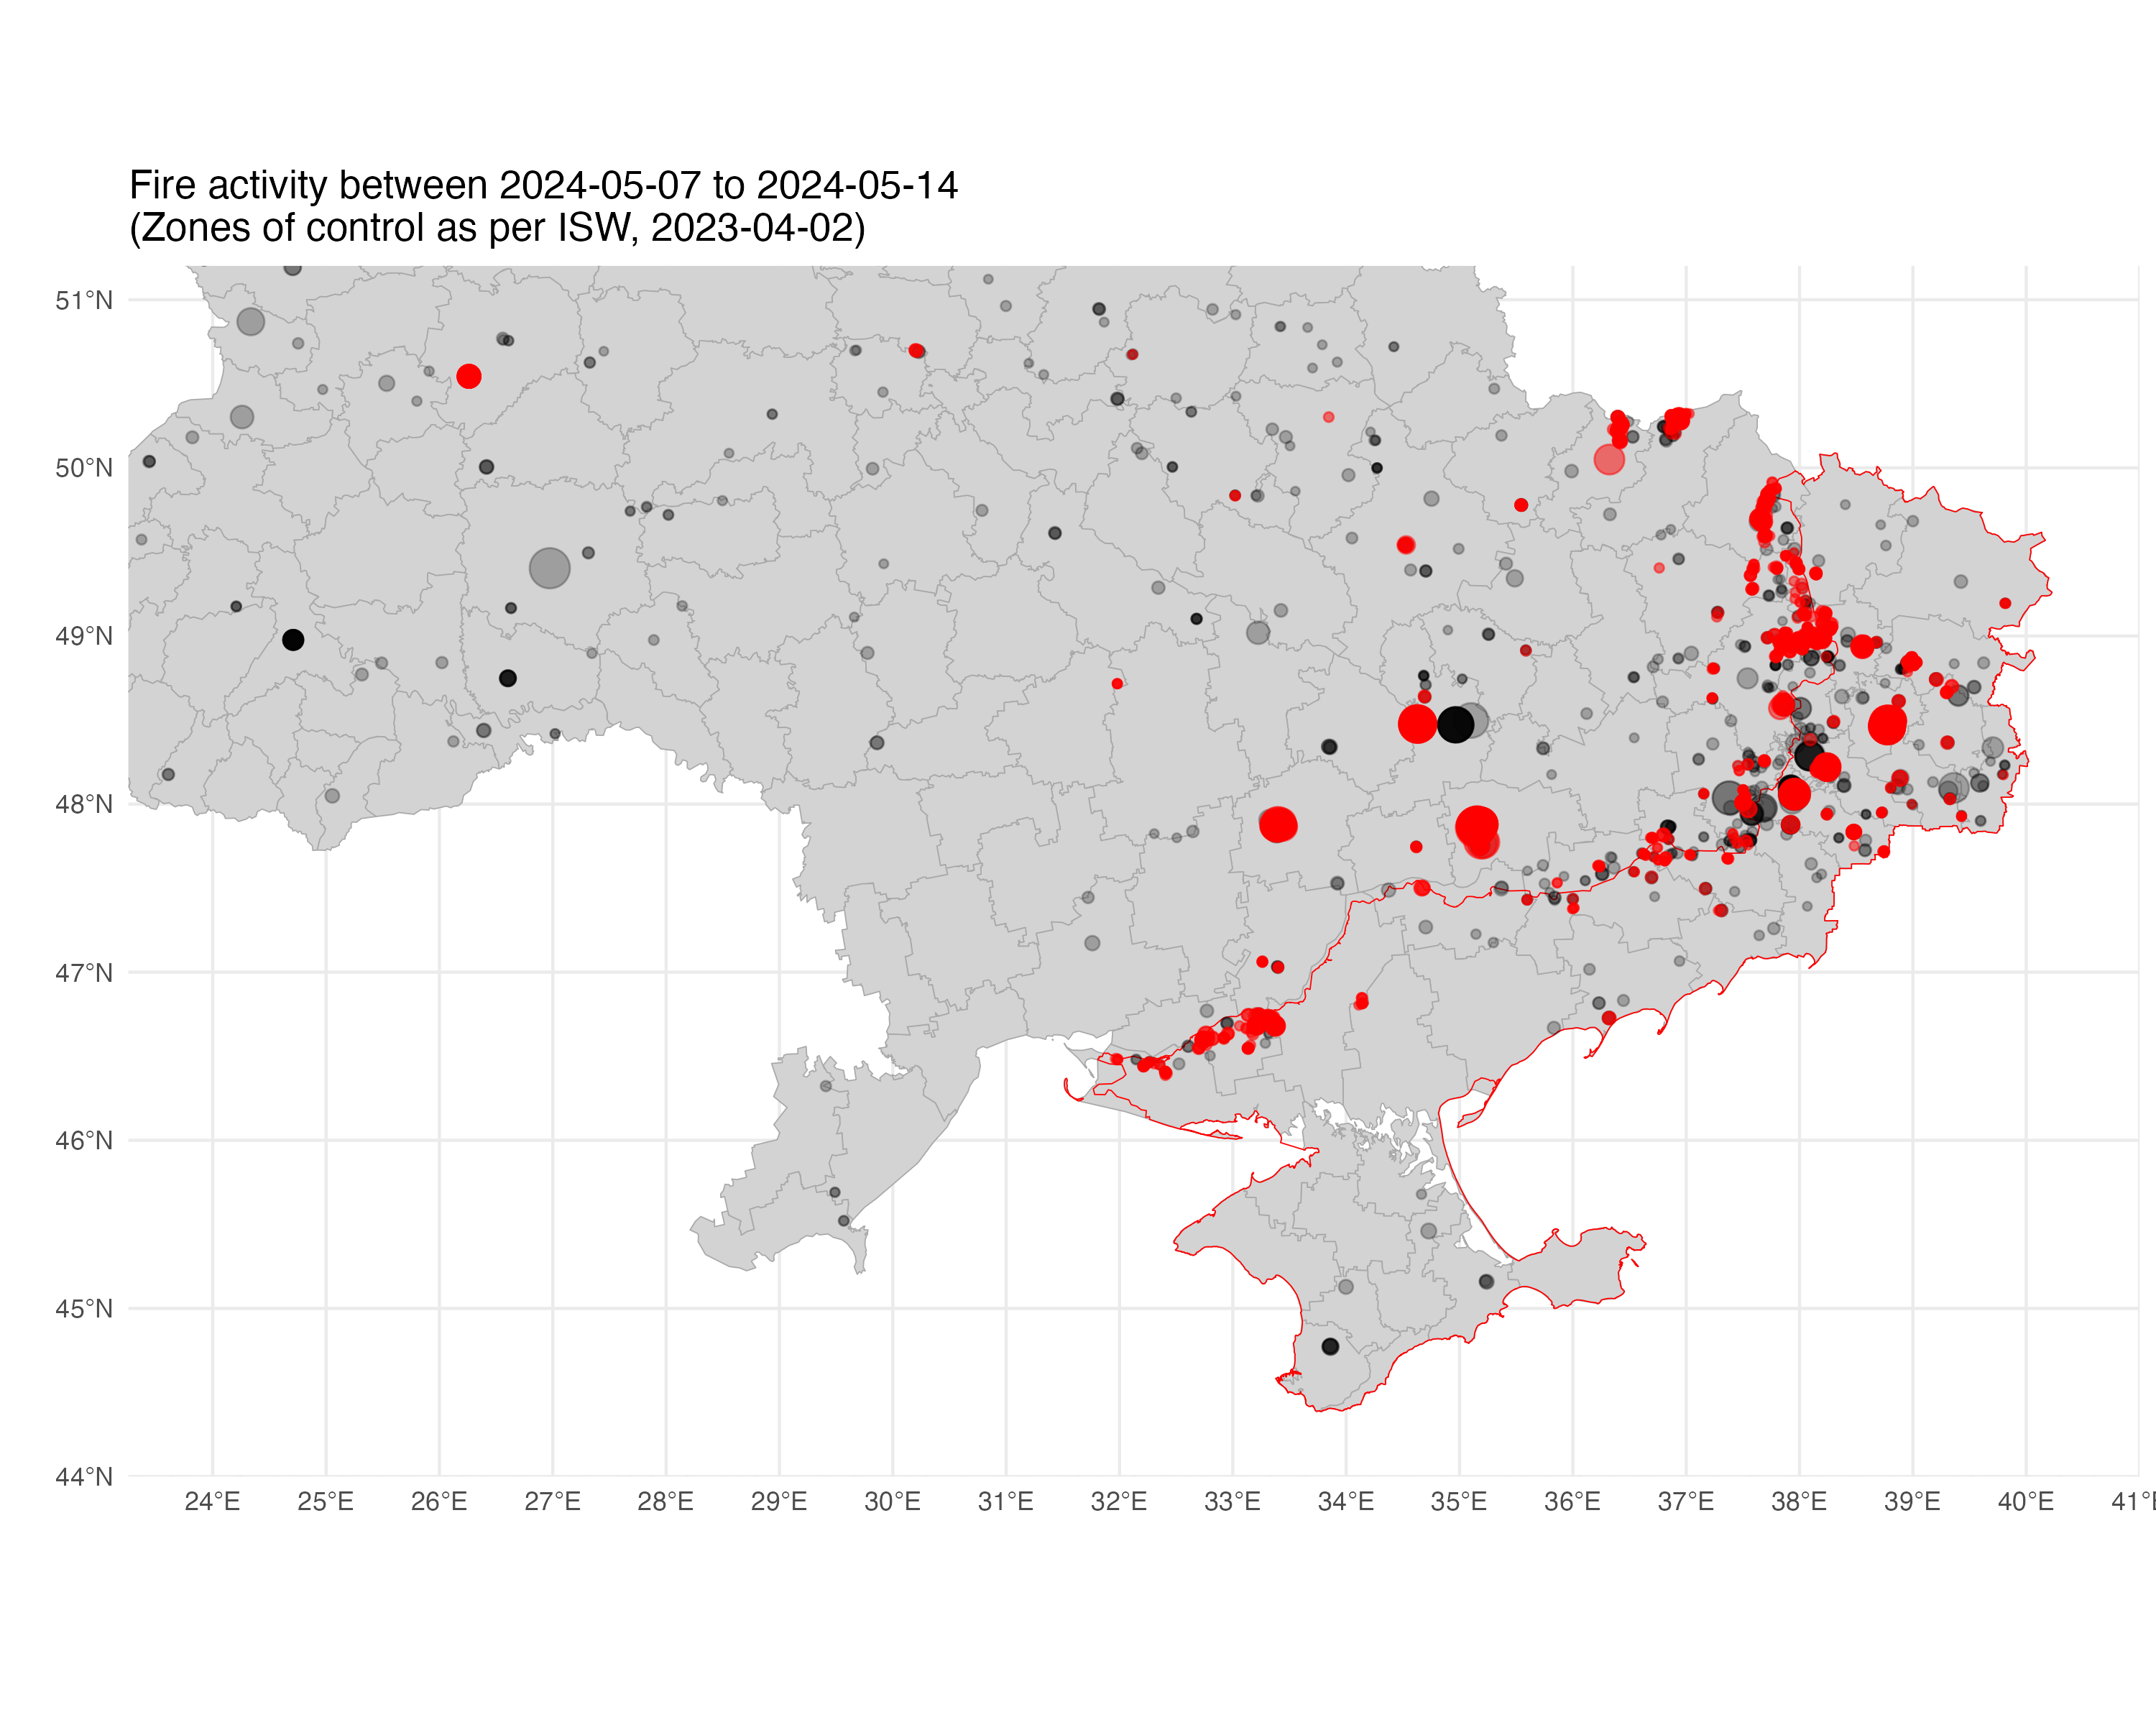 Fire activity between 2024-05-07 to 2024-05-14
(Zones of control as per ISW, 2023-04-02)
51°N
50°N
49°N
48°N
47°N
46°N
45°N
44°N
24°E 25°E 26°E 27°E 28°E 29°E 30°E 31°E 32°E 33°E 34°E 35°E 36°E 37°E 38°E 39°E 40°E 41°E